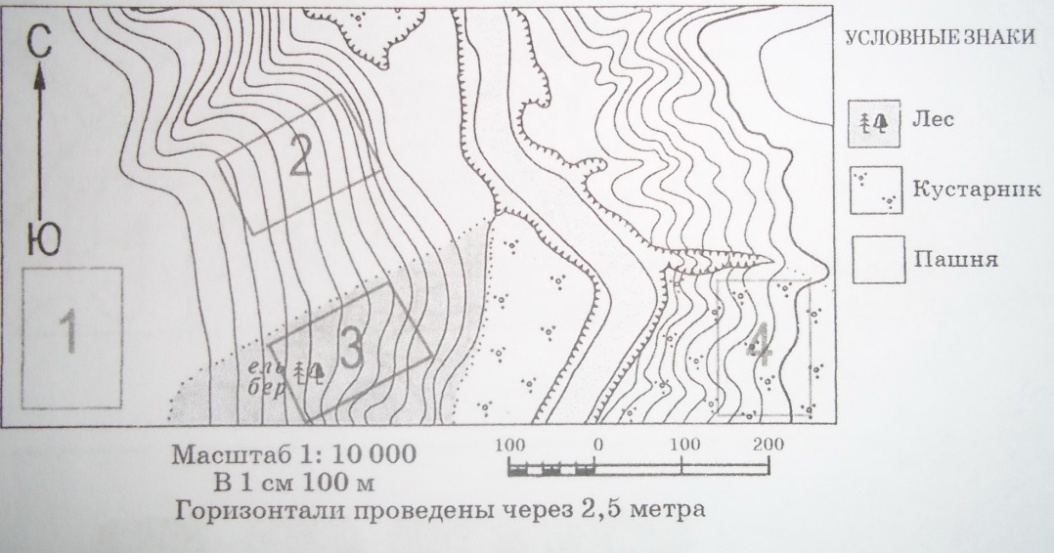 С
Ю
1
2
3
4
ель
бер
УСЛОВНЫЕ ЗНАКИ
Лес
Кустарник
Пашня
Масштаб 1: 10 000
В 1 см 100 м
Горизонтали проведены через 2,5 метра
100 0 100 200